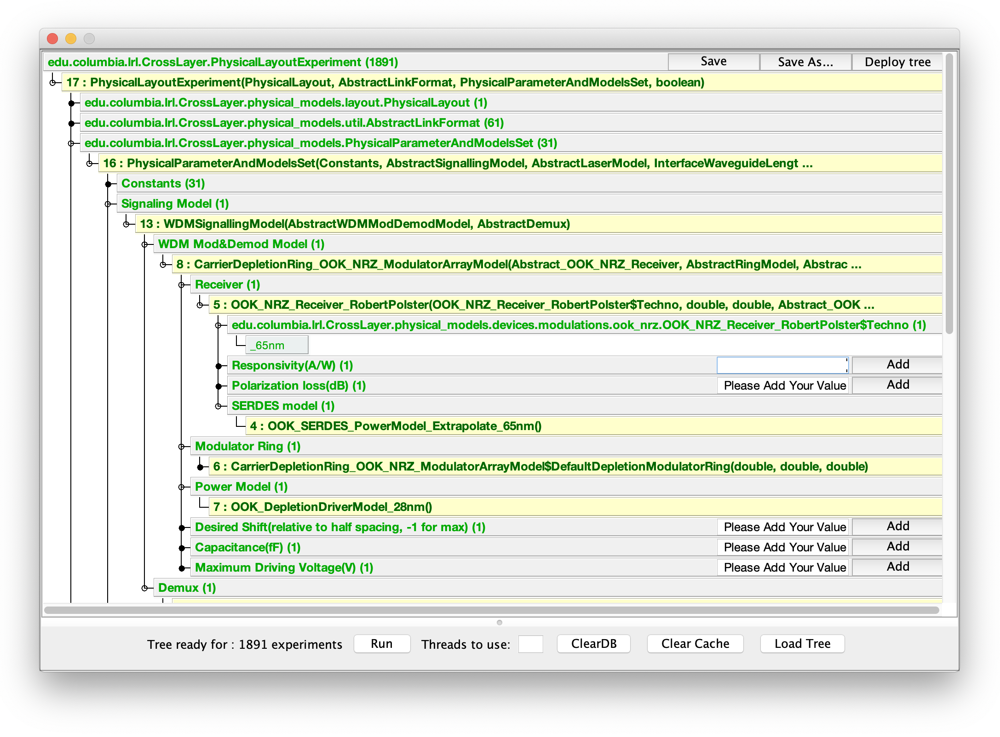 edu.columbia.lrl.CrossLayer.PhysicalLayoutExperiment (1891) Save Save As... Deploy tree
17 : PhysicalLayoutExperiment(PhysicalLayout, AbstractLinkFormat, PhysicalParameterAndModelsSet, boolean)
edu.columbia.lrl.CrossLayer.physical_models.layout.PhysicalLayout (1)
edu.columbia.lrl.CrossLayer.physical_models.util.AbstractLinkFormat (61)
edu.columbia.lrl.CrossLayer.physical_models.PhysicalParameterAndModelsSet (31)
16 : PhysicalParameterAndModelsSet(Constants, AbstractSignallingModel, AbstractLaserModel, InterfaceWaveguideLengt ...
Constants (31)
Signaling Model (1)
13 : WDMSignallingModel(AbstractWDMModDemodModel, AbstractDemux)
WDM Mod&Demod Model (1)
8 : CarrierDepletionRing_OOK_NRZ_ModulatorArrayModel(Abstract_OOK_NRZ_Receiver, AbstractRingModel, Abstrac ...
Receiver (1)
5 : OOK_NRZ_Receiver_RobertPolster(OOK_NRZ_Receiver_RobertPolster$Techno, double, double, Abstract_OOK ...
edu.columbia.lrl.CrossLayer.physical_models.devices.modulations.ook_nrz.OOK_NRZ_Receiver_RobertPolster$Techno (1)
_65nm
Responsivity(A/W) (1) Add
Polarization loss(dB) (1) Please Add Your Value Add
SERDES model (1)
4 : OOK_SERDES_PowerModel_Extrapolate_65nm()
Modulator Ring (1)
6 : CarrierDepletionRing_OOK_NRZ_ModulatorArrayModel$DefaultDepletionModulatorRing(double, double, double)
Power Model (1)
7 : OOK_DepletionDriverModel_28nm()
Desired Shift(relative to half spacing, -1 for max) (1) Please Add Your Value Add
Capacitance(fF) (1) Please Add Your Value Add
Maximum Driving Voltage(V) (1) Please Add Your Value Add
Demux (1)
Tree ready for : 1891 experiments Run Threads to use: ClearDB Clear Cache Load Tree